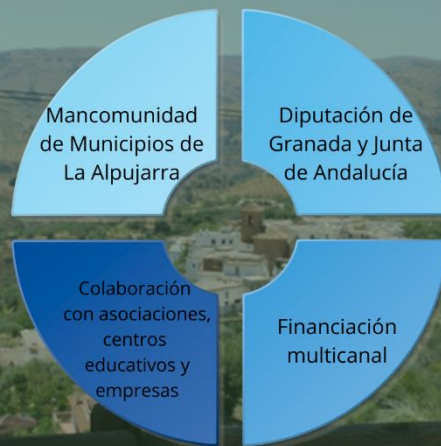 Mancomunidad
de Municipios de
La Alpujarra
Diputación de
Granada y Junta
de Andalucía
Colaboración
con asociaciones,
centros
educativos y
empresas
Financiación
multicanal